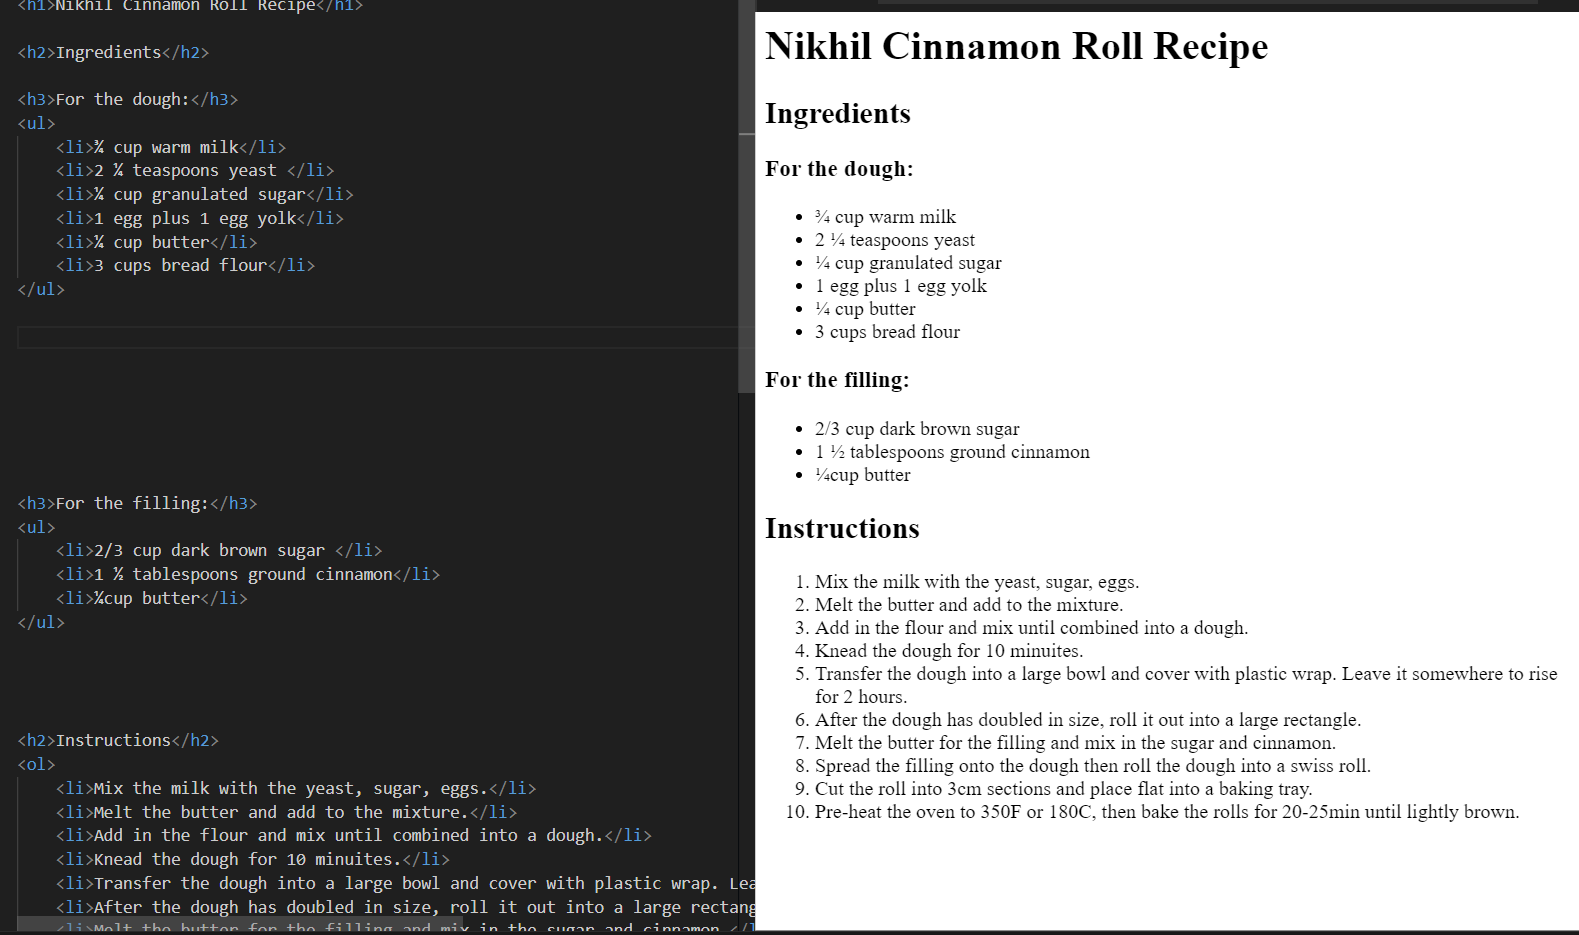 <h1>Nikhil Cinnamon Roll Recipe</h1>
<h2>Ingredients</h2>
<h3>For the dough:</h3>
<ul>
<li>¾ cup warm milk</li>
<li>2 ¼ teaspoons yeast </li>
<li>¼ cup granulated sugar</li>
<li>1 egg plus 1 egg yolk</li>
<li>¼ cup butter</li>
<li>3 cups bread flour</li>
</ul>
<h3>For the filling:</h3>
<ul>
<li>2/3 cup dark brown sugar </li>
<li>1 ½ tablespoons ground cinnamon</li>
<li>¼cup butter</li>
</ul>
<h2>Instructions</h2>
<ol>
<li>Mix the milk with the yeast, sugar, eggs.</li>
<li>Melt the butter and add to the mixture.</li>
<li>Add in the flour and mix until combined into a dough.</li>
<li>Knead the dough for 10 minuites.</li>
<li>Transfer the dough into a large bowl and cover with plastic wrap. Lea
<li>After the dough has doubled in size, roll it out into a large rectang
<li>Melt the butter for the filling and mix in the sugar and cinnamon.</l
Nikhil Cinnamon Roll Recipe
Ingredients
For the dough:
• ¾ cup warm milk
• 2 ¼ teaspoons yeast
• ¼ cup granulated sugar
• 1 egg plus 1 egg yolk
• ¼ cup butter
• 3 cups bread flour
For the filling:
• 2/3 cup dark brown sugar
• 1 ½ tablespoons ground cinnamon
• ¼cup butter
Instructions
1. Mix the milk with the yeast, sugar, eggs.
2. Melt the butter and add to the mixture.
3. Add in the flour and mix until combined into a dough.
4. Knead the dough for 10 minuites.
5. Transfer the dough into a large bowl and cover with plastic wrap. Leave it somewhere to rise
for 2 hours.
6. After the dough has doubled in size, roll it out into a large rectangle.
7. Melt the butter for the filling and mix in the sugar and cinnamon.
8. Spread the filling onto the dough then roll the dough into a swiss roll.
9. Cut the roll into 3cm sections and place flat into a baking tray.
10. Pre-heat the oven to 350F or 180C, then bake the rolls for 20-25min until lightly brown.